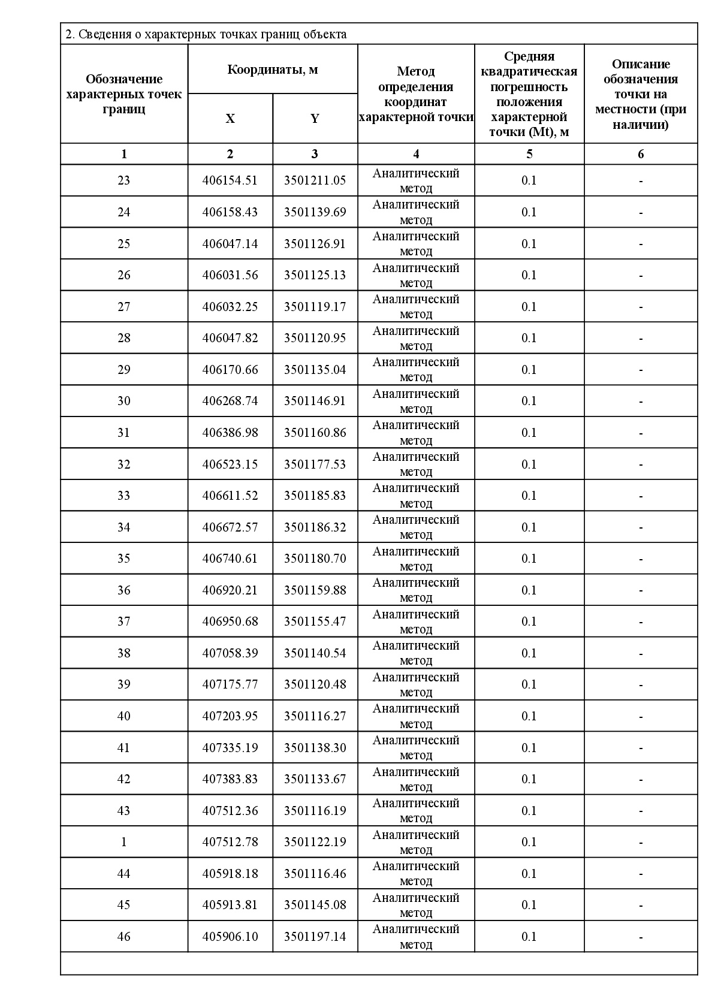 2. Сведения о характерных точках границ объекта
Обозначение характерных точек границ
Координаты, м
Метод определения координат характерной точки
Средняя квадратическая погрешность положения характерной точки (Mt), м
Описание обозначения точки на местности (при наличии)
X Y
1 2 3 4 5 6
23 406154.51 3501211.05 Аналитический метод 0.1 -
24 406158.43 3501139.69 Аналитический метод 0.1 -
25 406047.14 3501126.91 Аналитический метод 0.1 -
26 406031.56 3501125.13 Аналитический метод 0.1 -
27 406032.25 3501119.17 Аналитический метод 0.1 -
28 406047.82 3501120.95 Аналитический метод 0.1 -
29 406170.66 3501135.04 Аналитический метод 0.1 -
30 406268.74 3501146.91 Аналитический метод 0.1 -
31 406386.98 3501160.86 Аналитический метод 0.1 -
32 406523.15 3501177.53 Аналитический метод 0.1 -
33 406611.52 3501185.83 Аналитический метод 0.1 -
34 406672.57 3501186.32 Аналитический метод 0.1 -
35 406740.61 3501180.70 Аналитический метод 0.1 -
36 406920.21 3501159.88 Аналитический метод 0.1 -
37 406950.68 3501155.47 Аналитический метод 0.1 -
38 407058.39 3501140.54 Аналитический метод 0.1 -
39 407175.77 3501120.48 Аналитический метод 0.1 -
40 407203.95 3501116.27 Аналитический метод 0.1 -
41 407335.19 3501138.30 Аналитический метод 0.1 -
42 407383.83 3501133.67 Аналитический метод 0.1 -
43 407512.36 3501116.19 Аналитический метод 0.1 -
1 407512.78 3501122.19 Аналитический метод 0.1 -
44 405918.18 3501116.46 Аналитический метод 0.1 -
45 405913.81 3501145.08 Аналитический метод 0.1 -
46 405906.10 3501197.14 Аналитический метод 0.1 -